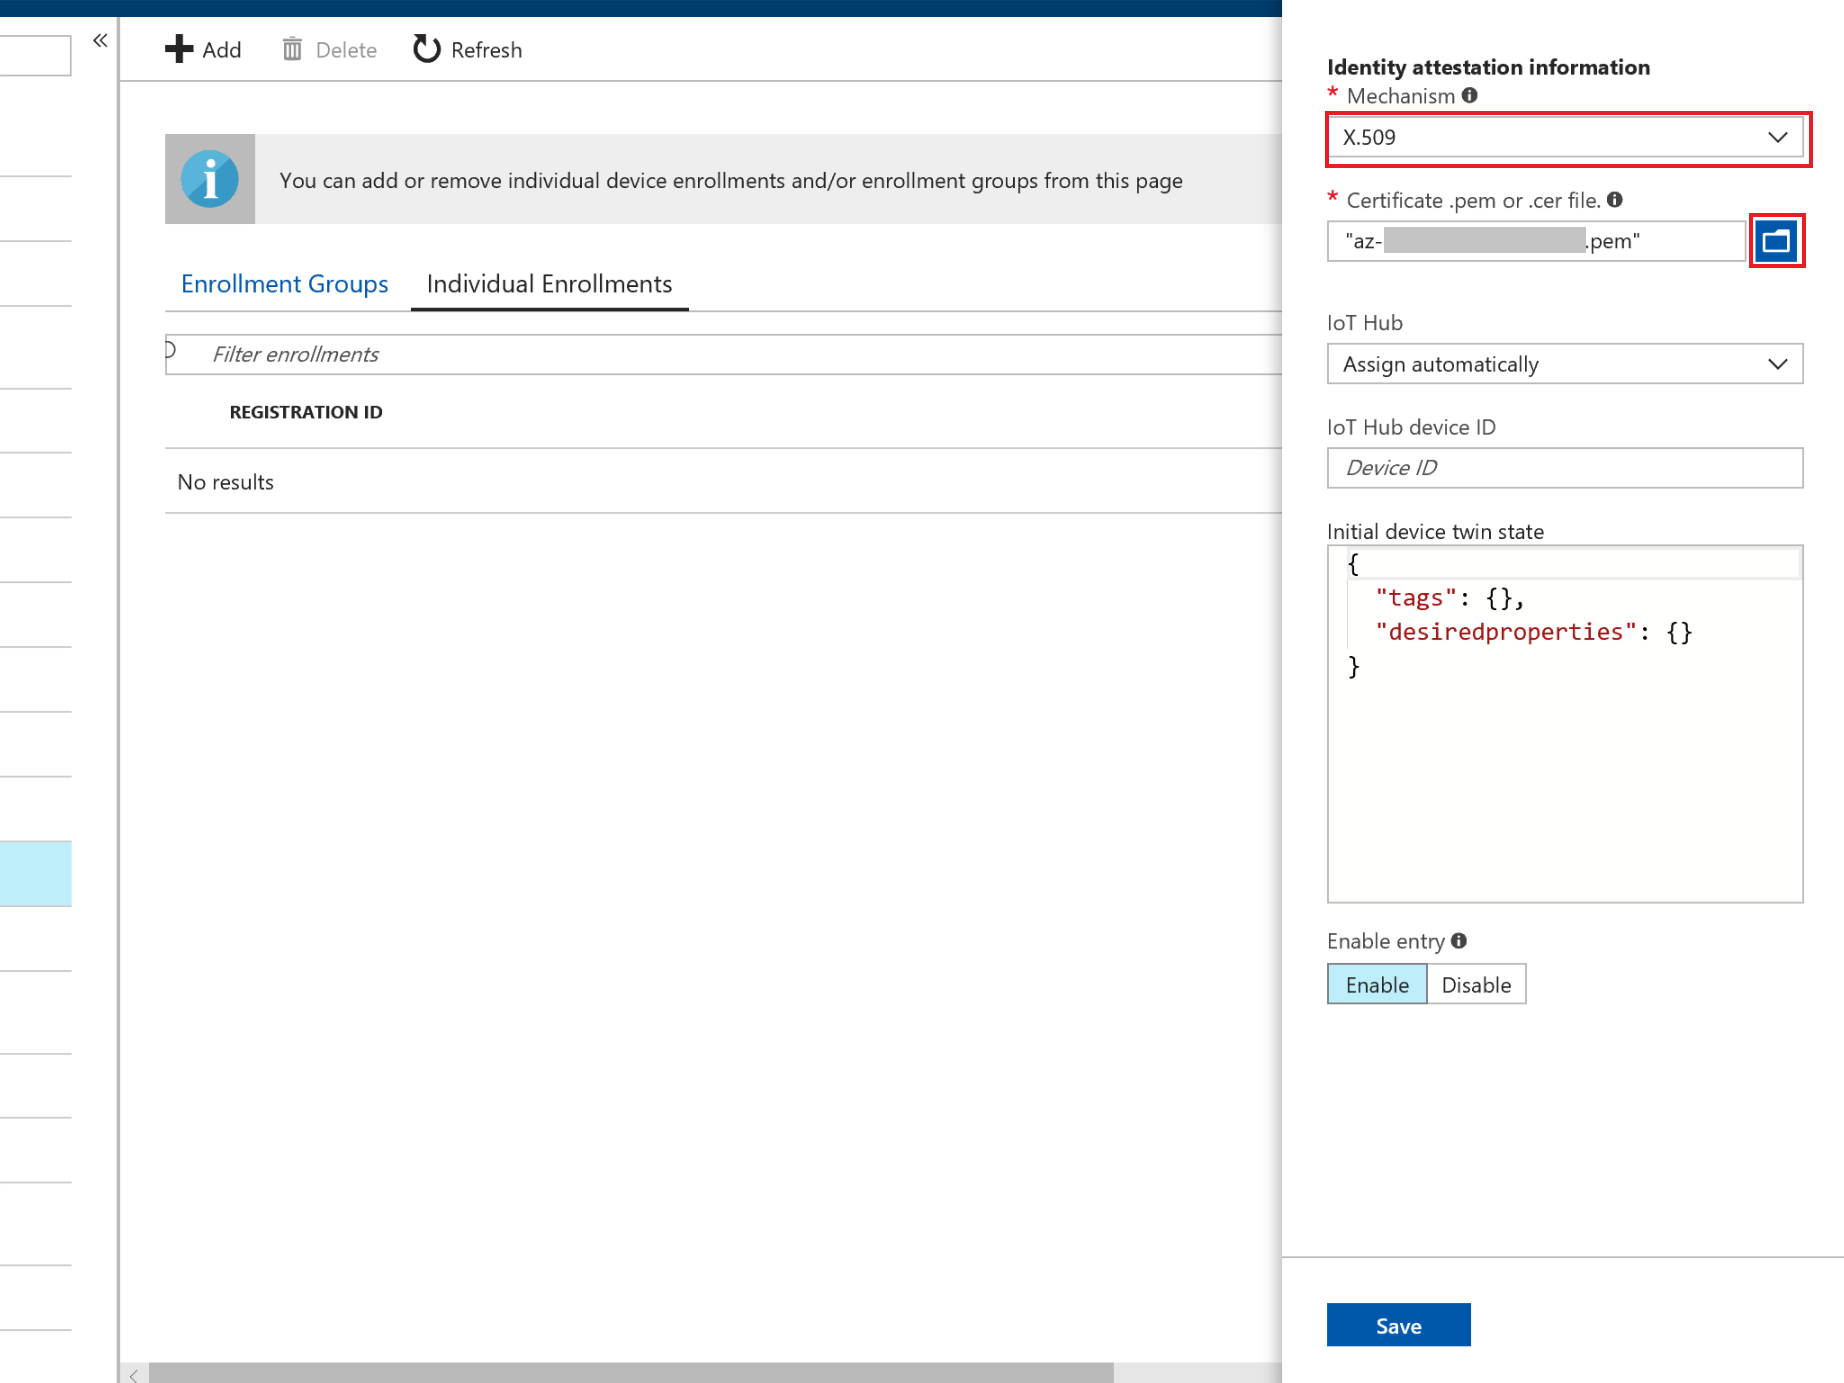 Add Delete Refresh
You can add or remove individual device enrollments and/or enrollment groups from this page
Enrollment Groups Individual Enrollments
Filter enrollments
REGISTRATION ID
No results
Identity attestation information
* Mechanism
X.509
* Certificate .pem or .cer file.
"az- .pem"
IoT Hub
Assign automatically
IoT Hub device ID
Device ID
Initial device twin state
{
"tags": {},
"desiredproperties": {}
}
Enable entry
Enable Disable
Save